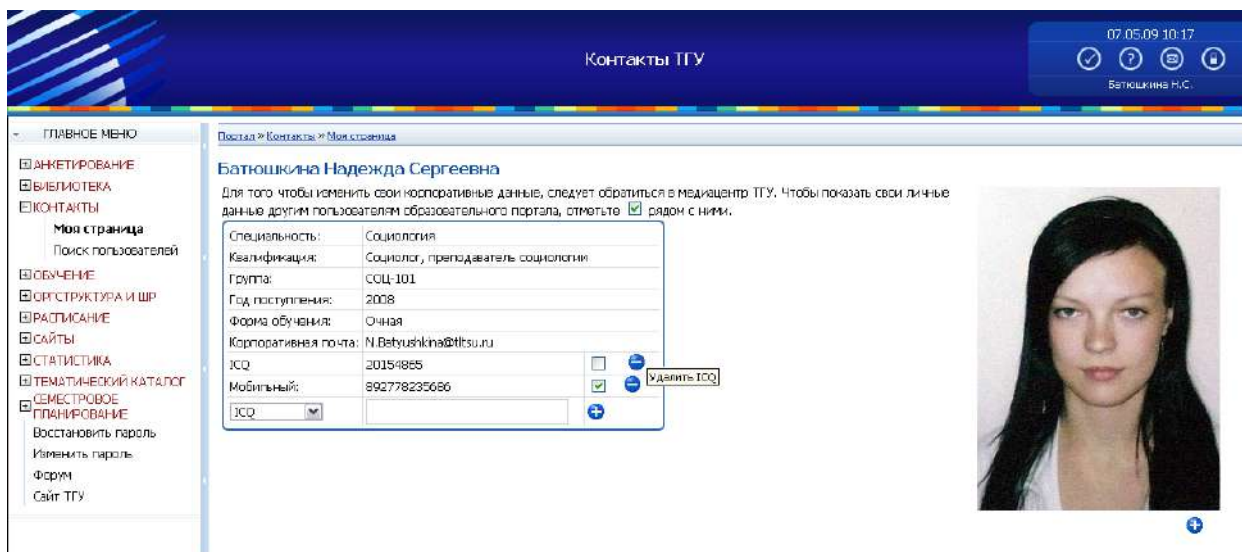 07.05.09 10:17
Контакты ТГУ
Батюшкина Н.С.
ГЛАВНОЕ МЕНЮ
АНКЕТИРОВАНИЕ
БИБЛИОТЕКА
КОНТАКТЫ
Моя страница
Поиск пользователей
ОБУЧЕНИЕ
ОРГСТРУКТУРА И ШР
РАСПИСАНИЕ
САЙТЫ
СТАТИСТИКА
ТЕМАТИЧЕСКИЙ КАТАЛОГ
СЕМЕСТРОВОЕ
ПЛАНИРОВАНИЕ
Восстановить пароль
Изменить пароль
Форум
Сайт ТГУ
Портал » Контакты » Моя страница
Батюшкина Надежда Сергеевна
Для того чтобы изменить свои корпоративные данные, следует обратиться в медиацентр ТГУ. Чтобы показать свои личные
данные другим пользователям образовательного портала, отметьте рядом с ними.
Специальность: Социология
Квалификация: Социолог, преподаватель социологии
Группа: СОЦ-101
Год поступления: 2008
Форма обучения: Очная
Корпоративная почта: N.Batyushkina@tltsu.ru
ICQ 20154865
Удалить ICQ
Мобильный: 892778235686
ICQ